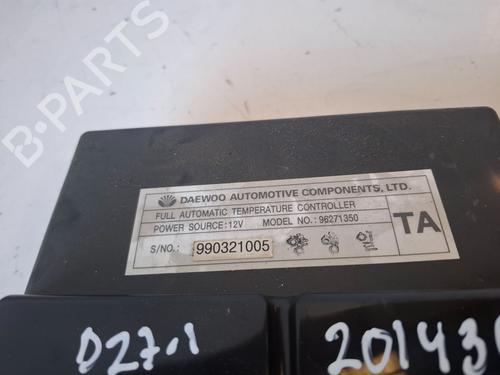 B-PARTS
DAEWOO AUTOMOTIVE COMPONENTS, LTD.
FULL AUTOMATIC TEMPERATURE CONTROLLER
POWER SOURCE:12V MODEL NO.: 96271350
TA
S/NO.: 990321005
D27.1
20143